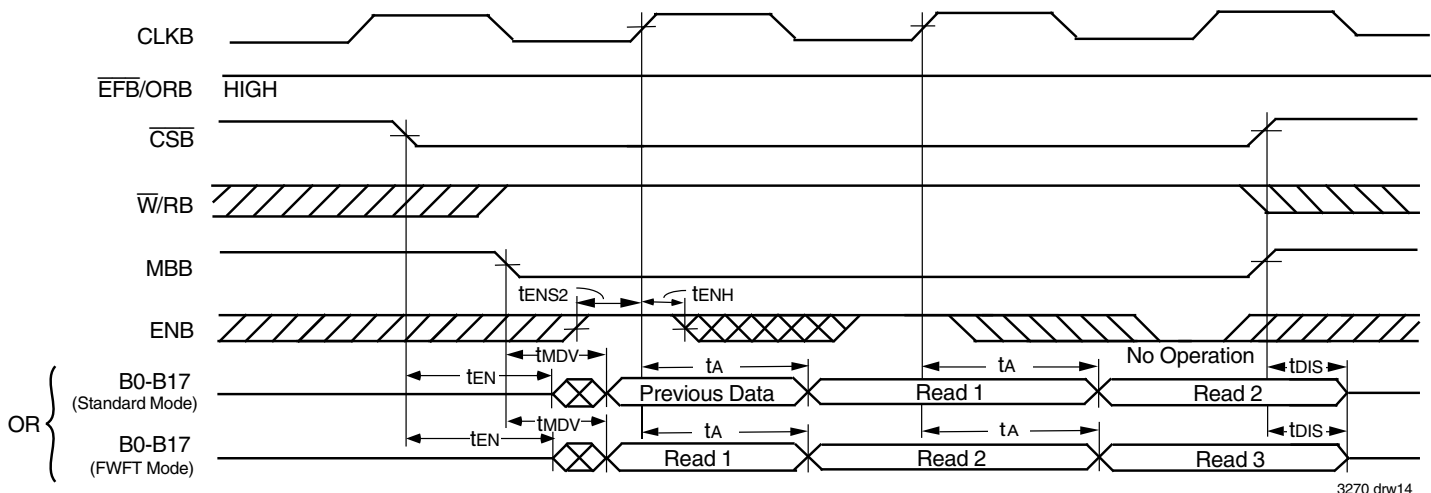 CLKB
EFB/ORB HIGH
CSB
W/RB
MBB
tENS2 tENH
ENB
No Operation
tMDV tA tA
tEN tDIS
B0-B17 Previous Data Read 1 Read 2
(Standard Mode)
OR
tMDV tA tA
tEN tDIS
B0-B17 Read 1 Read 2 Read 3
(FWFT Mode)
3270 drw14